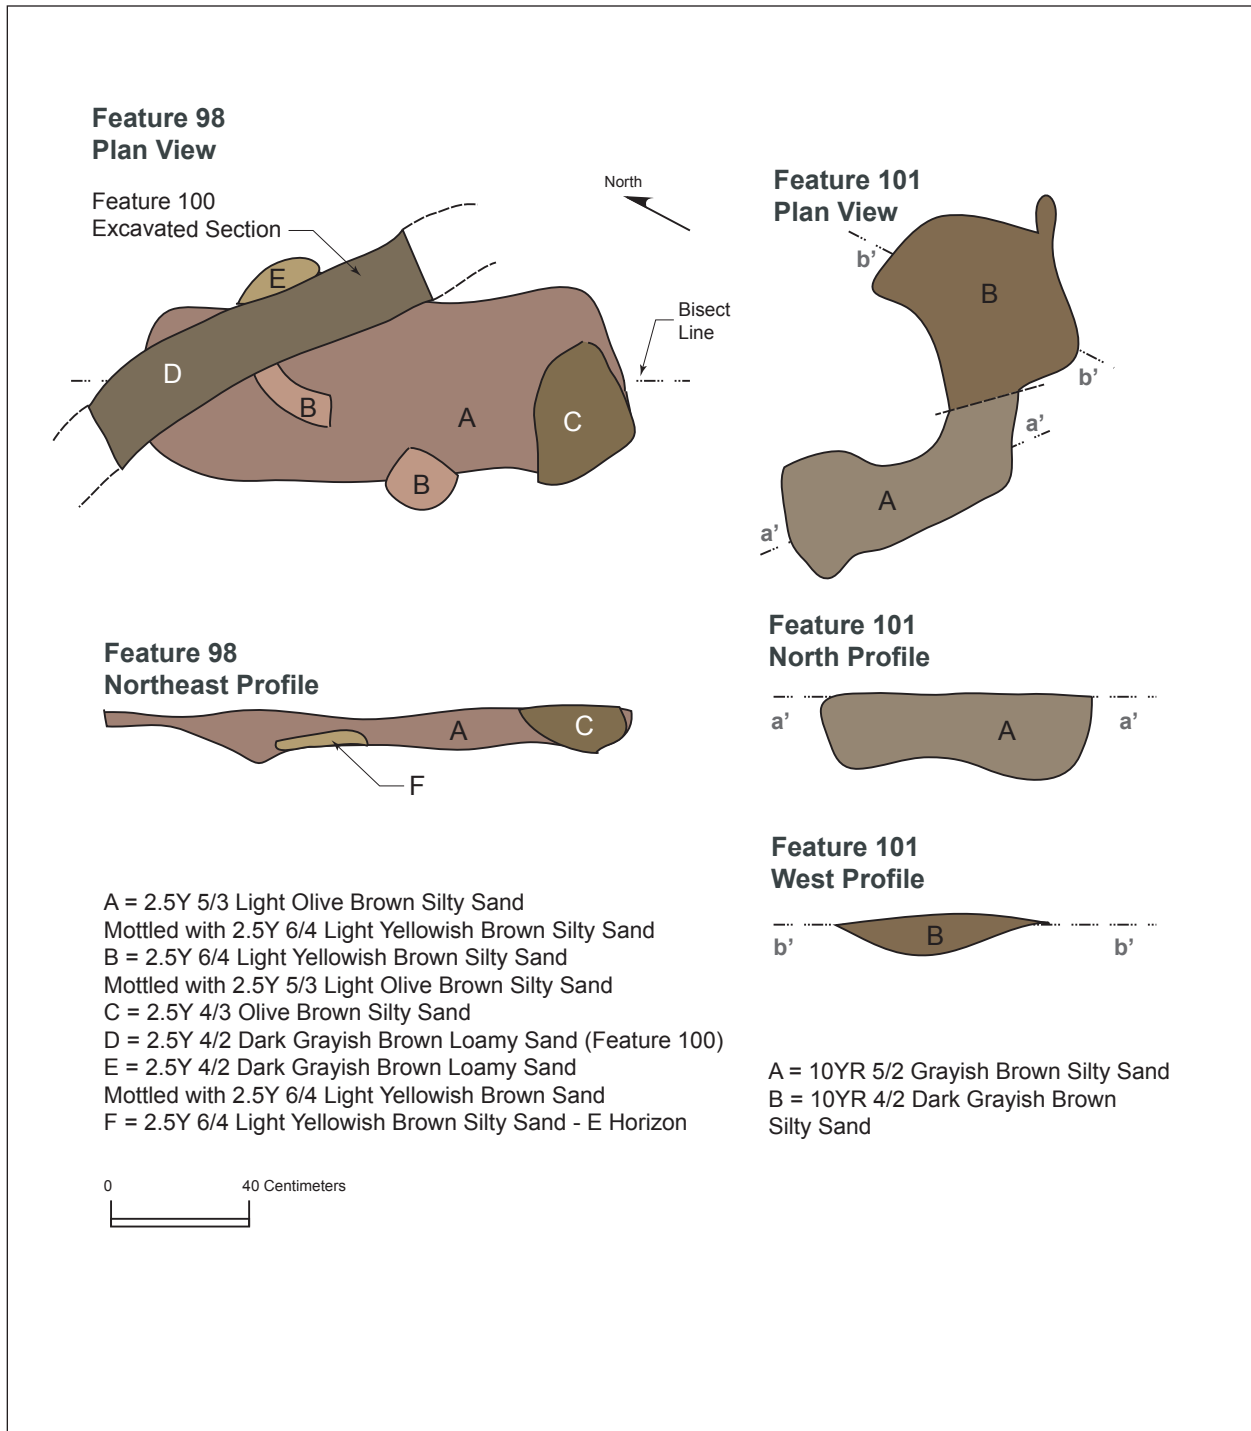 Feature 98
Plan View
Feature 100
Excavated Section
North
E
Bisect
Line
D
B
A
C
B
Feature 101
Plan View
b’
B
b’
a’
A
a’
Feature 98
Northeast Profile
A
C
F
Feature 101
North Profile
a’
A
a’
Feature 101
West Profile
b’
B
b’
A = 2.5Y 5/3 Light Olive Brown Silty Sand
Mottled with 2.5Y 6/4 Light Yellowish Brown Silty Sand
B = 2.5Y 6/4 Light Yellowish Brown Silty Sand
Mottled with 2.5Y 5/3 Light Olive Brown Silty Sand
C = 2.5Y 4/3 Olive Brown Silty Sand
D = 2.5Y 4/2 Dark Grayish Brown Loamy Sand (Feature 100)
E = 2.5Y 4/2 Dark Grayish Brown Loamy Sand
Mottled with 2.5Y 6/4 Light Yellowish Brown Sand
F = 2.5Y 6/4 Light Yellowish Brown Silty Sand - E Horizon
A = 10YR 5/2 Grayish Brown Silty Sand
B = 10YR 4/2 Dark Grayish Brown
Silty Sand
0 40 Centimeters